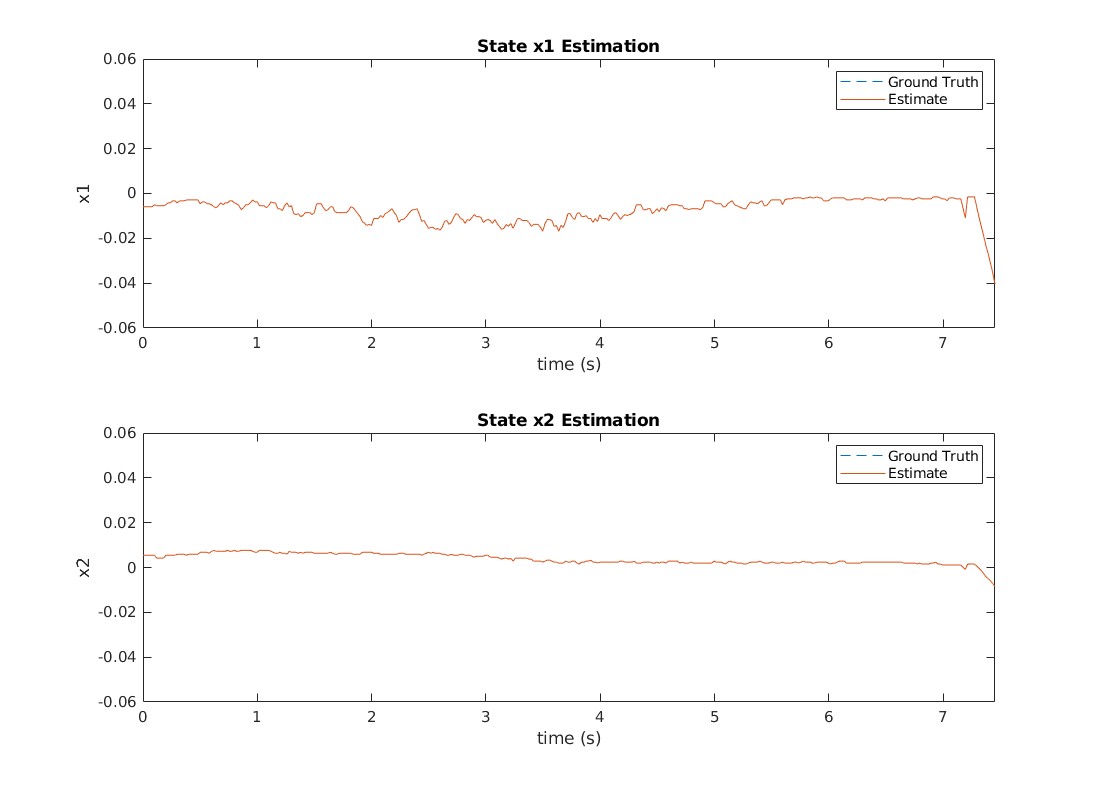 State x1 Estimation
0.06
0.04
0.02
0
-0.02
-0.04
-0.06
x1
Ground Truth
Estimate
0 1 2 3 4 5 6 7
time (s)
State x2 Estimation
0.06
0.04
0.02
0
-0.02
-0.04
-0.06
x2
Ground Truth
Estimate
0 1 2 3 4 5 6 7
time (s)